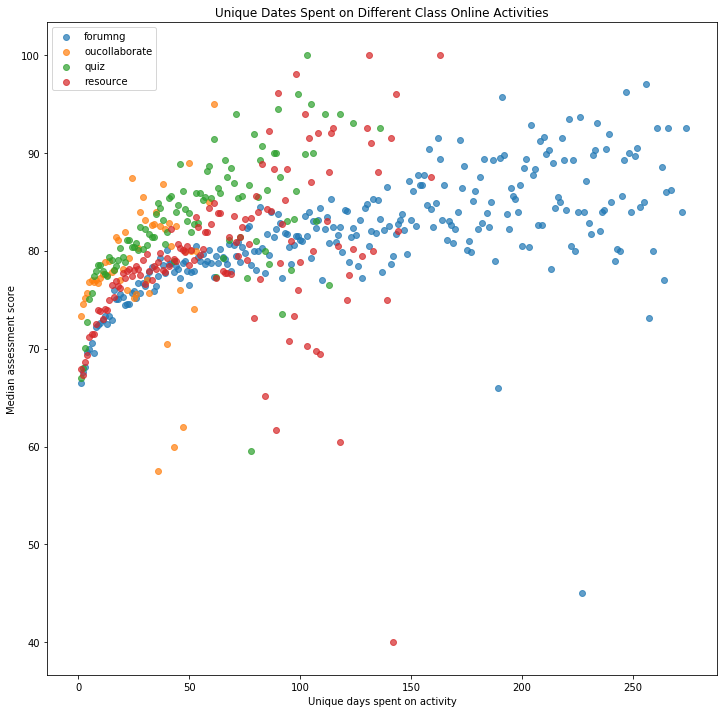 Unique Dates Spent on Different Class Online Activities
forumng
oucollaborate
quiz
resource
Median assessment score
100
90
80
70
60
50
40
0
50
100
150
200
250
Unique days spent on activity